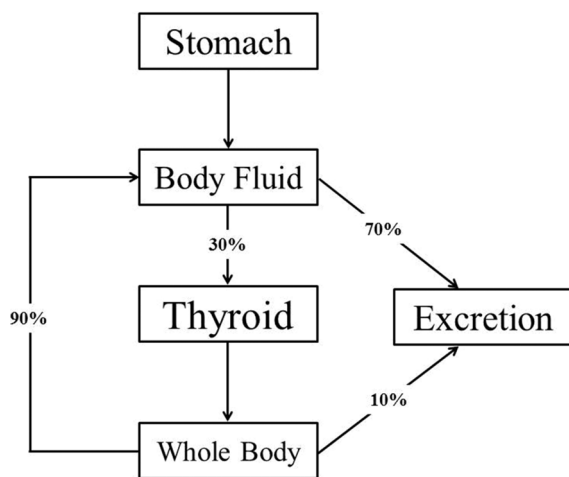 Stomach
Body Fluid
70%
30%
90%
Thyroid
Excretion
10%
Whole Body